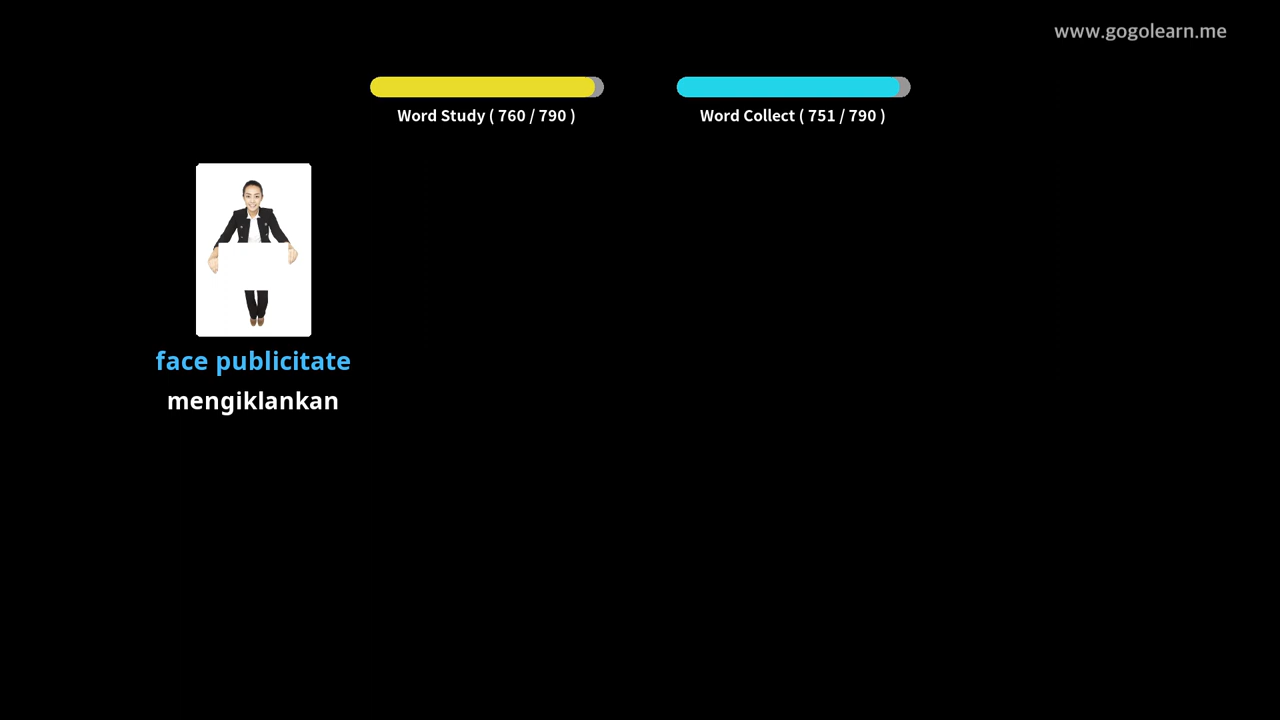 www.gogolearn.me
Word Study ( 760 / 790 )
Word Collect ( 751 / 790 )
face publicitate
mengiklankan